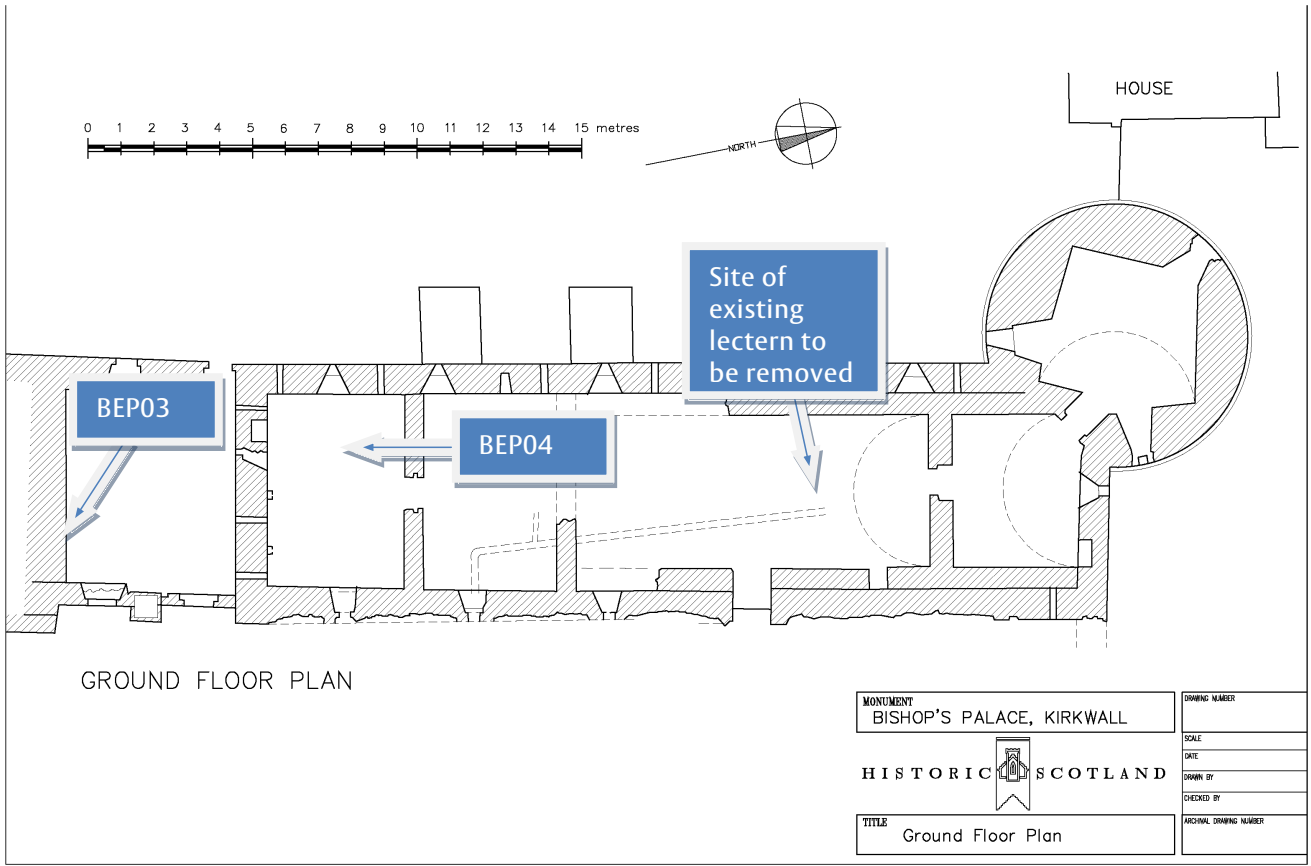 HOUSE
0 1 2 3 4 5 6 7 8 9 10 11 12 13 14 15 metres
NORTH
Site of
existing
lectern to
be removed
BEP03
BEP04
GROUND FLOOR PLAN
MONUMENT
BISHOP'S PALACE, KIRKWALL
HISTORIC SCOTLAND
TITLE
Ground Floor Plan
DRAWING NUMBER
SCALE
DATE
DRAWN BY
CHECKED BY
ARCHIVAL DRAWING NUMBER